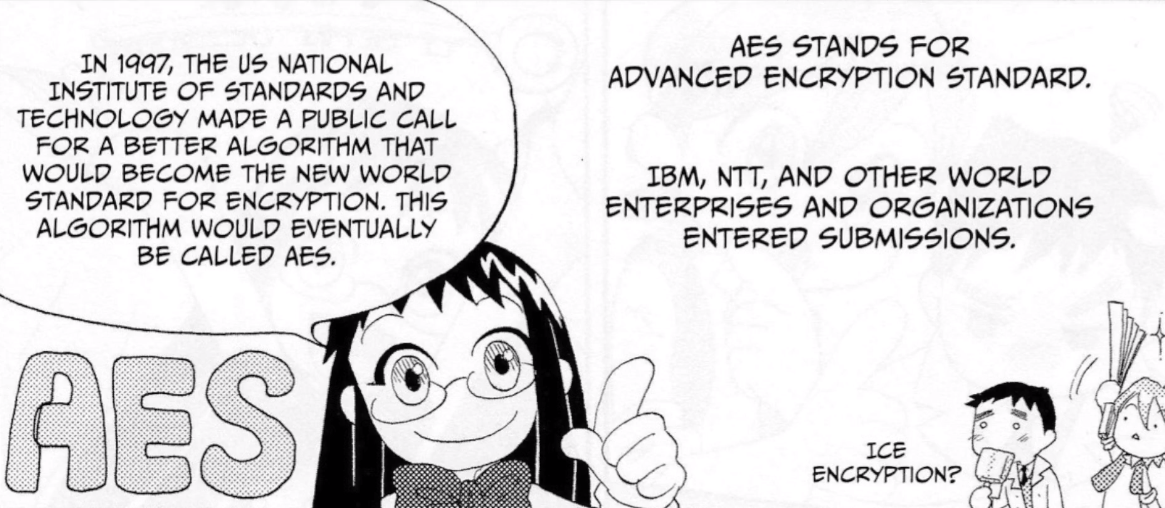 IN 1997, THE US NATIONAL
INSTITUTE OF STANDARDS AND
TECHNOLOGY MADE A PUBLIC CALL
FOR A BETTER ALGORITHM THAT
WOULD BECOME THE NEW WORLD
STANDARD FOR ENCRYPTION. THIS
ALGORITHM WOULD EVENTUALLY
BE CALLED AES.
AES
AES STANDS FOR
ADVANCED ENCRYPTION STANDARD.
IBM, NTT, AND OTHER WORLD
ENTERPRISES AND ORGANIZATIONS
ENTERED SUBMISSIONS.
ICE
ENCRYPTION?